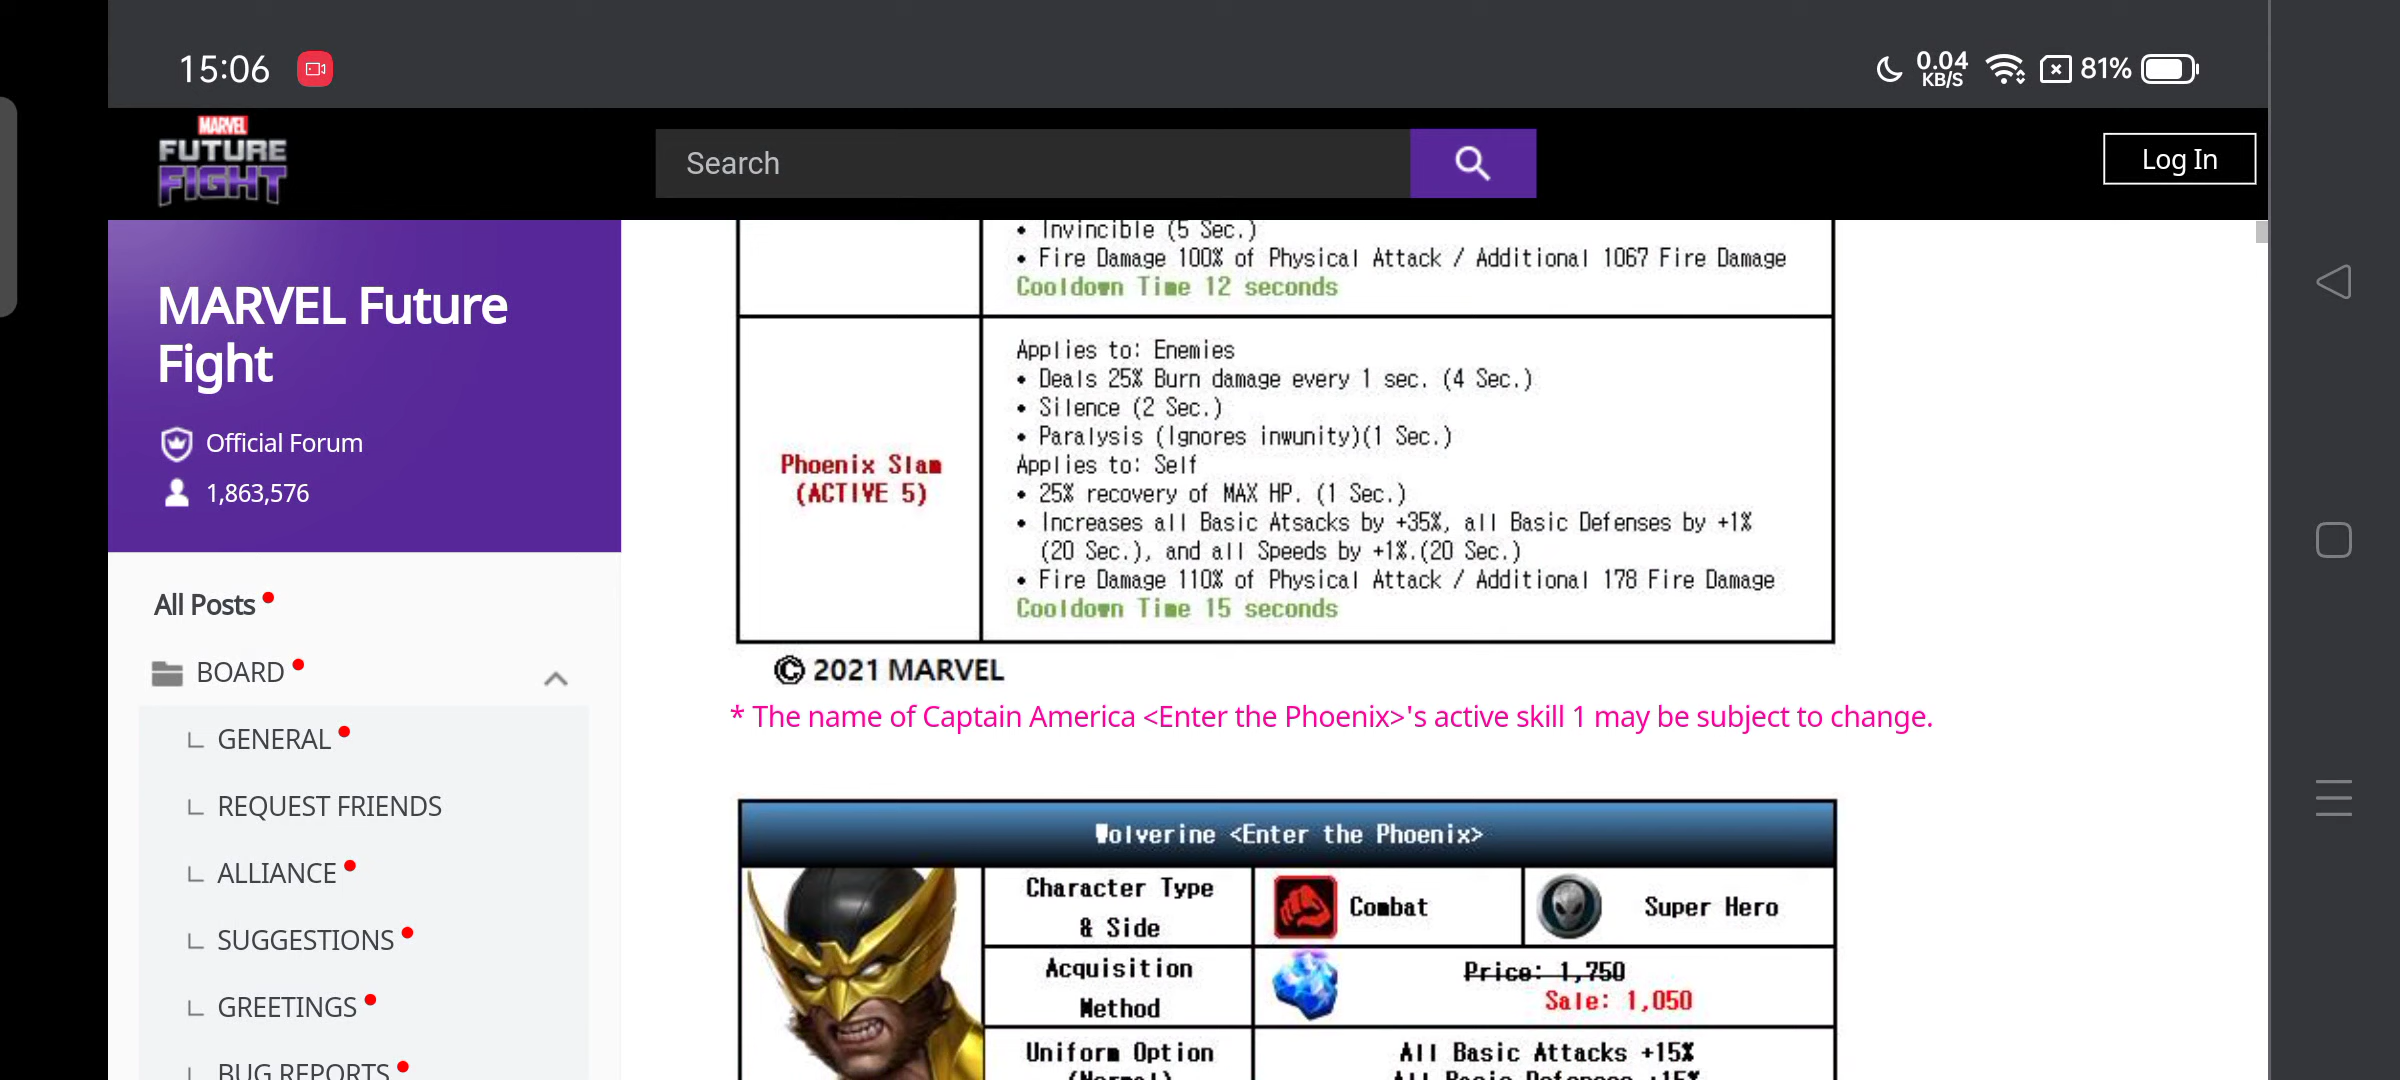 15:06
0.04
KB/S
81%
MARVEL
FUTURE
FIGHT
Search
Log In
MARVEL Future
Fight
Official Forum
1,863,576
All Posts
BOARD
GENERAL
REQUEST FRIENDS
ALLIANCE
SUGGESTIONS
GREETINGS
BUG REPORTS
• Invincible (5 Sec.)
• Fire Damage 100% of Physical Attack / Additional 1067 Fire Damage
Cooldown Time 12 seconds
Phoenix Slam
(ACTIVE 5)
Applies to: Enemies
• Deals 25% Burn damage every 1 sec. (4 Sec.)
• Silence (2 Sec.)
• Paralysis (Ignores inwunity)(1 Sec.)
Applies to: Self
• 25% recovery of MAX HP. (1 Sec.)
• Increases all Basic Atsacks by +35%, all Basic Defenses by +1%
(20 Sec.), and all Speeds by +1%.(20 Sec.)
• Fire Damage 110% of Physical Attack / Additional 178 Fire Damage
Cooldown Time 15 seconds
© 2021 MARVEL
* The name of Captain America <Enter the Phoenix>'s active skill 1 may be subject to change.
Wolverine <Enter the Phoenix>
Character Type
& Side
Combat
Super Hero
Acquisition
Method
Price: 1,750
Sale: 1,050
Uniform Option
(Normal)
All Basic Attacks +15%
All Basic Defenses +15%